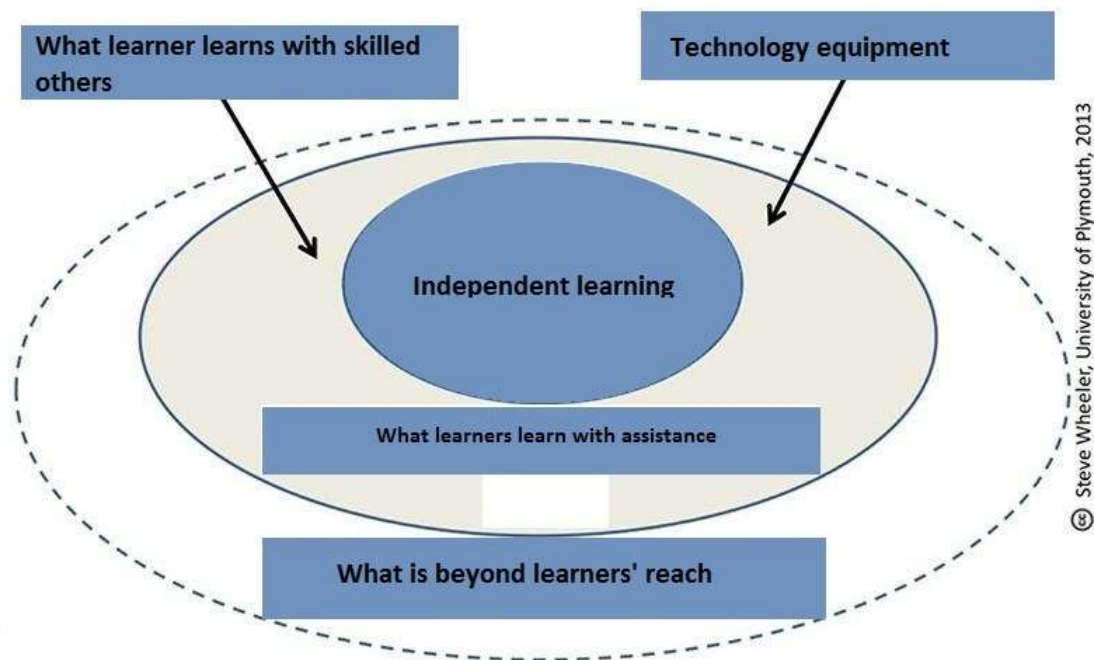 What learner learns with skilled
others
Technology equipment
Independent learning
What learners learn with assistance
What is beyond learners' reach
cc Steve Wheeler, University of Plymouth, 2013